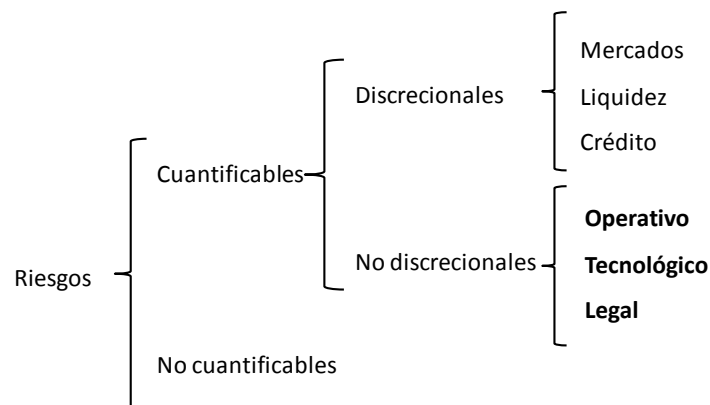 Riesgos
Cuantificables
Discrecionales
Mercados
Liquidez
Crédito
No discrecionales
Operativo
Tecnológico
Legal
No cuantificables